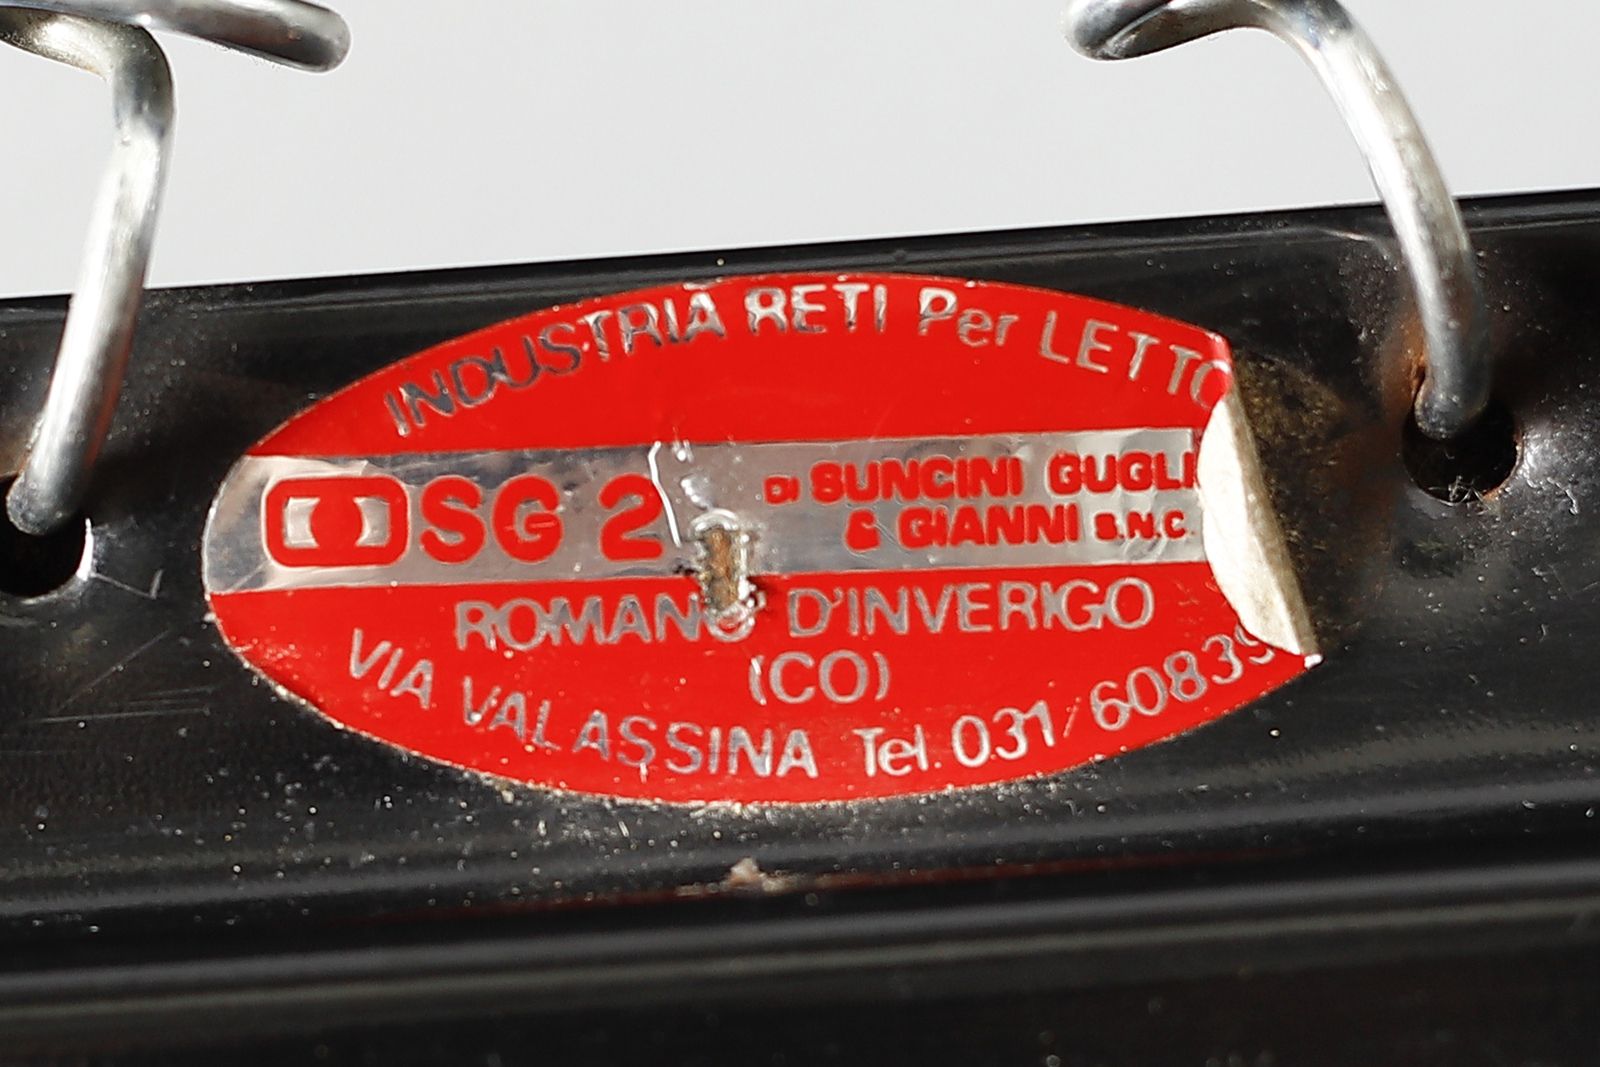 INDUSTRIA RETI Per LETTO
SG 2
DI SUNCINI GUGLI
& GIANNI S.N.C.
ROMANO D'INVERIGO
(CO)
VIA VALASSINA Tel. 031/60839